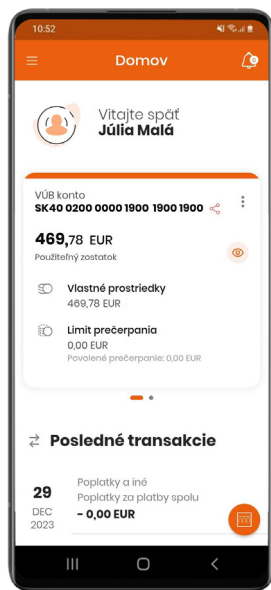 10:52
Domov
Vitajte späť
Júlia Malá
VÚB konto
SK40 0200 0000 1900 1900 1900
469,78 EUR
Použiteľný zostatok
Vlastné prostriedky
469,78 EUR
Limit prečerpania
0,00 EUR
Povolené prečerpanie: 0,00 EUR
Posledné transakcie
29
DEC
2023
Poplatky a iné
Poplatky za platby spolu
- 0,00 EUR